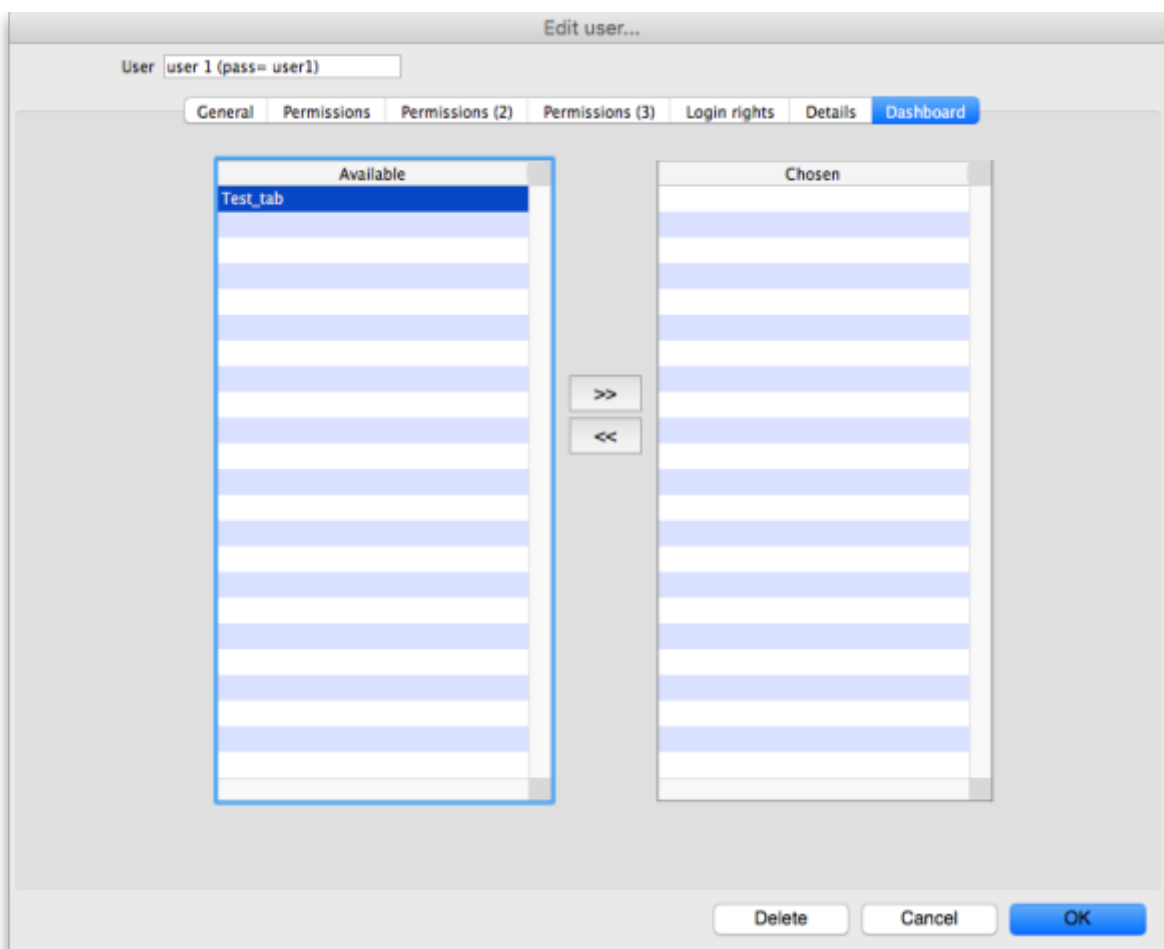 Edit user...
User user 1 (pass= user1)
General Permissions Permissions (2) Permissions (3) Login rights Details Dashboard
Available Chosen
Test_tab
>>
<<
Delete Cancel OK